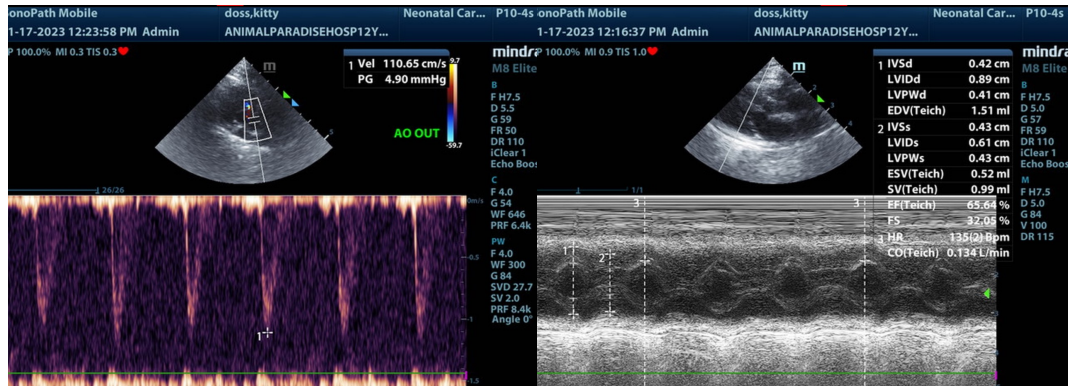 onoPath Mobile doss,kitty Neonatal Car... P10-4s
1-17-2023 12:23:58 PM Admin ANIMALPARADISEHOSP12Y...
P 100.0% MI 0.3 TIS 0.3
m
1 Vel 110.65 cm/s
PG 4.90 mmHg
9.7
-59.7
AO OUT
5
mindra
M8 Elite
B
F H7.5
D 5.5
G 59
FR 50
DR 110
iClear 1
Echo Boos
C
F 4.0
G 54
WF 646
PRF 6.4k
PW
F 4.0
WF 300
G 84
SVD 27.7
SV 2.0
PRF 8.4k
Angle 0°
26/26
0m/s
-0.5
-1
-1.5
1
onoPath Mobile doss,kitty Neonatal Car... P10-4s
1-17-2023 12:16:37 PM Admin ANIMALPARADISEHOSP12Y...
P 100.0% MI 0.9 TIS 1.0
m
2
3
4
1 IVSd 0.42 cm
LVIDd 0.89 cm
LVPWd 0.41 cm
EDV(Teich) 1.51 ml
2 IVSs 0.43 cm
LVIDs 0.61 cm
LVPWs 0.43 cm
ESV(Teich) 0.52 ml
SV(Teich) 0.99 ml
EF(Teich) 65.64 %
FS 32.05 %
3 HR 135(2) Bpm
CO(Teich) 0.134 L/min
mindra
M8 Elite
B
F H7.5
D 5.0
G 57
FR 59
DR 110
iClear 1
Echo Boos
M
F H7.5
D 5.0
G 84
V 100
DR 115
1/1
3
3
1
2